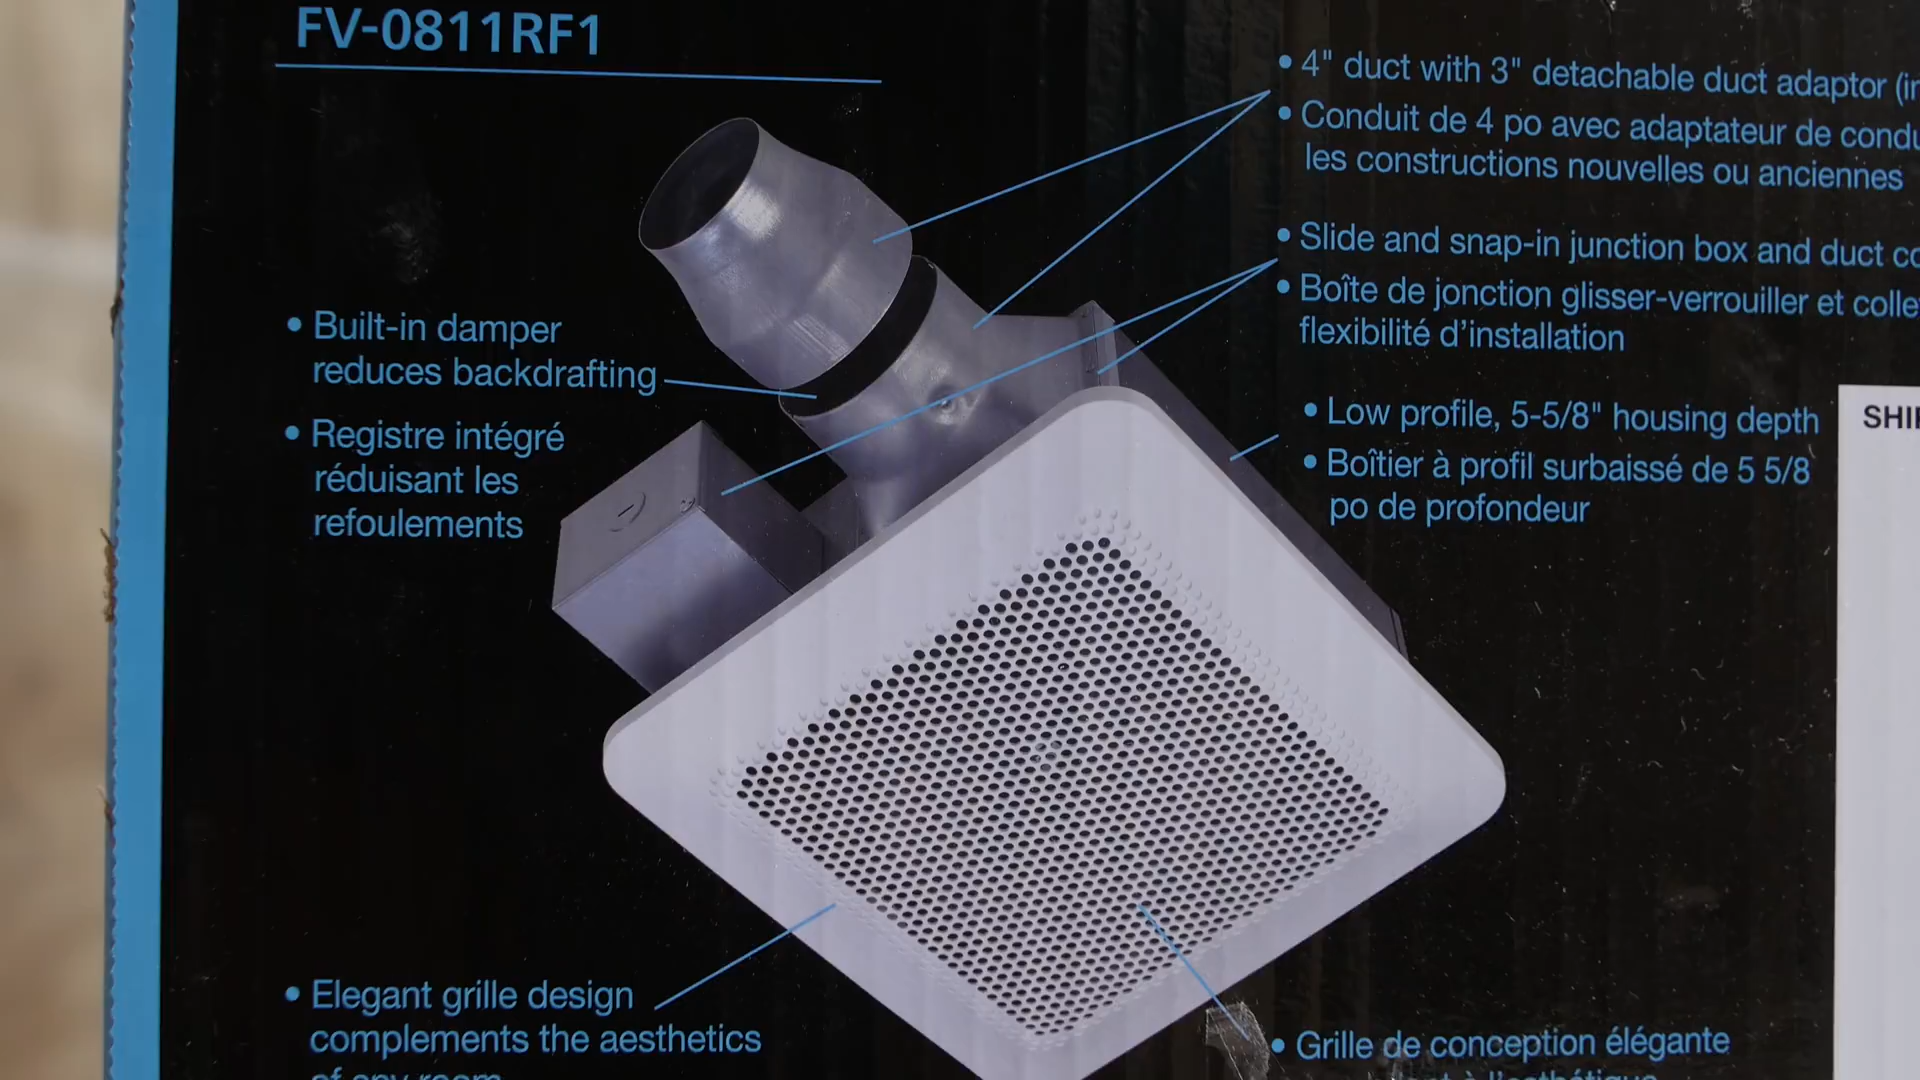 FV-0811RF1
• 4" duct with 3" detachable duct adaptor
• Conduit de 4 po avec adaptateur de
les constructions nouvelles ou anciennes
• Slide and snap-in junction box and duct
• Boîte de jonction glisser-verrouiller et
flexibilité d'installation
• Built-in damper
reduces backdrafting
• Registre intégré
réduisant les
refoulements
• Low profile, 5-5/8" housing depth
• Boîtier à profil surbaissé de 5 5/8
po de profondeur
• Elegant grille design
complements the aesthetics
of any room
• Grille de conception élégante